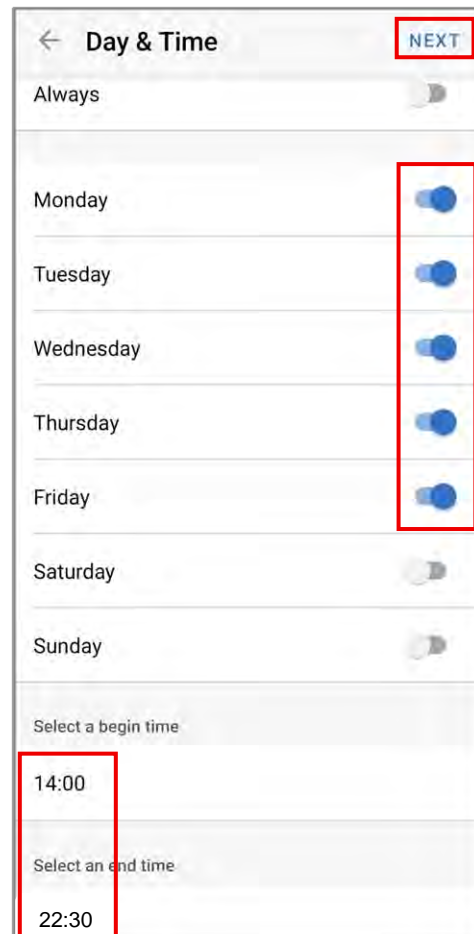 Day & Time NEXT
Always
Monday
Tuesday
Wednesday
Thursday
Friday
Saturday
Sunday
Select a begin time
14:00
Select an end time
22:30